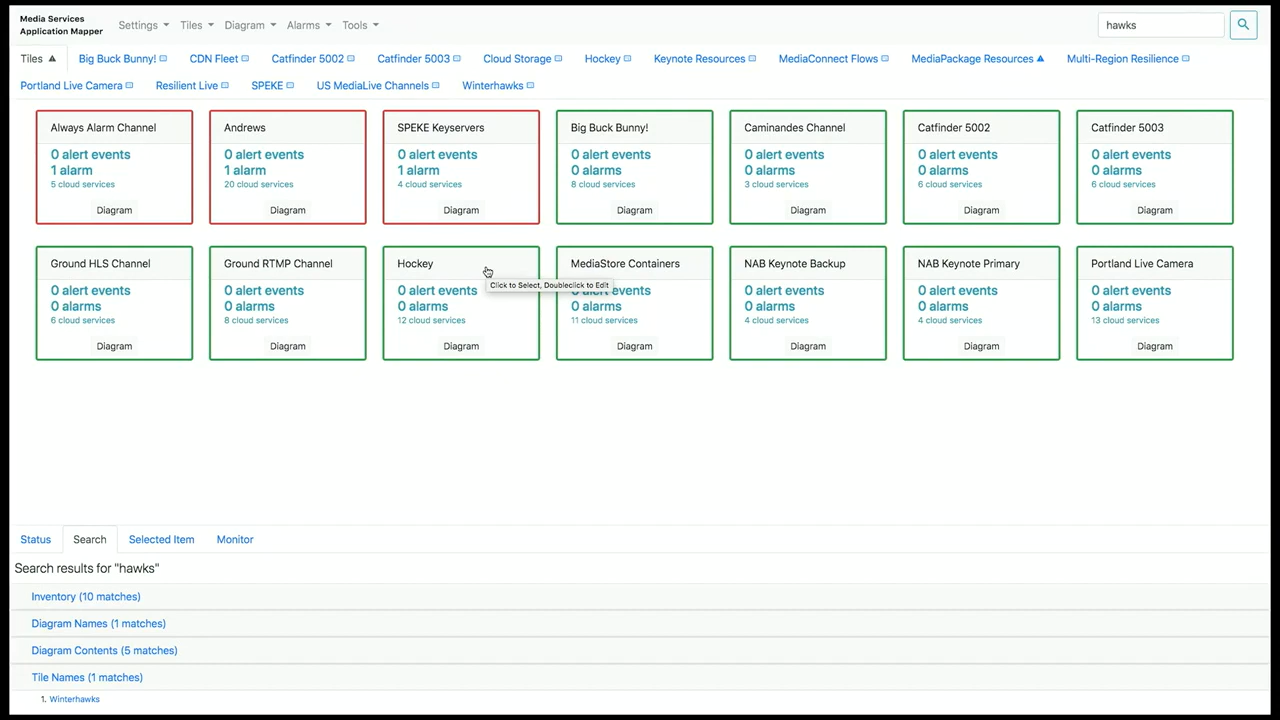 Media Services
Application Mapper
Settings Tiles Diagram Alarms Tools
hawks
Tiles Big Buck Bunny! CDN Fleet Catfinder 5002 Catfinder 5003 Cloud Storage Hockey Keynote Resources MediaConnect Flows MediaPackage Resources Multi-Region Resilience
Portland Live Camera Resilient Live SPEKE US MediaLive Channels Winterhawks
Always Alarm Channel
0 alert events
1 alarm
5 cloud services
Diagram
Andrews
0 alert events
1 alarm
20 cloud services
Diagram
SPEKE Keyservers
0 alert events
1 alarm
4 cloud services
Diagram
Big Buck Bunny!
0 alert events
0 alarms
8 cloud services
Diagram
Caminandes Channel
0 alert events
0 alarms
3 cloud services
Diagram
Catfinder 5002
0 alert events
0 alarms
6 cloud services
Diagram
Catfinder 5003
0 alert events
0 alarms
6 cloud services
Diagram
Ground HLS Channel
0 alert events
0 alarms
6 cloud services
Diagram
Ground RTMP Channel
0 alert events
0 alarms
8 cloud services
Diagram
Hockey
0 alert events
0 alarms
12 cloud services
Diagram
Click to Select, Doubleclick to Edit
MediaStore Containers
0 alert events
0 alarms
11 cloud services
Diagram
NAB Keynote Backup
0 alert events
0 alarms
4 cloud services
Diagram
NAB Keynote Primary
0 alert events
0 alarms
4 cloud services
Diagram
Portland Live Camera
0 alert events
0 alarms
13 cloud services
Diagram
Status Search Selected Item Monitor
Search results for "hawks"
Inventory (10 matches)
Diagram Names (1 matches)
Diagram Contents (5 matches)
Tile Names (1 matches)
1. Winterhawks